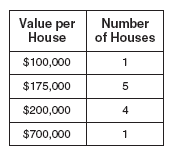 Value per House Number of Houses
$100,000 1
$175,000 5
$200,000 4
$700,000 1